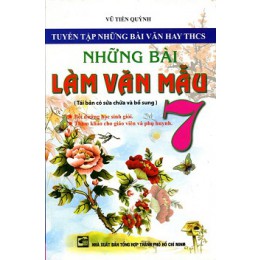 VŨ TIẾN QUỲNH
TUYỂN TẬP NHỮNG BÀI VĂN HAY THCS
NHỮNG BÀI
LÀM VĂN MẪU
( Tái bản có sửa chữa và bổ sung )
7
Bồi dưỡng học sinh giỏi.
Tham khảo cho giáo viên và phụ huynh.
NHÀ XUẤT BẢN TỔNG HỢP THÀNH PHỐ HỒ CHÍ MINH